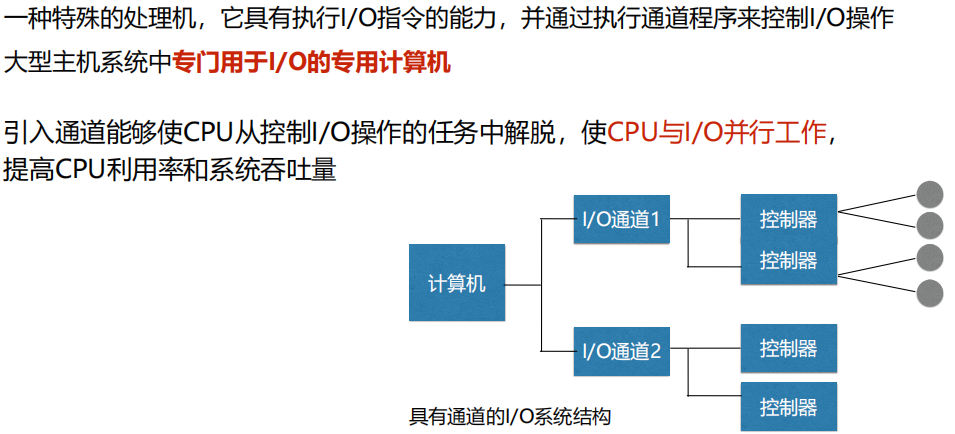 一种特殊的处理机，它具有执行I/O指令的能力，并通过执行通道程序来控制I/O操作
大型主机系统中专门用于I/O的专用计算机
引入通道能够使CPU从控制I/O操作的任务中解脱，使CPU与I/O并行工作，
提高CPU利用率和系统吞吐量
I/O通道1
控制器
控制器
计算机
I/O通道2
控制器
控制器
具有通道的I/O系统结构